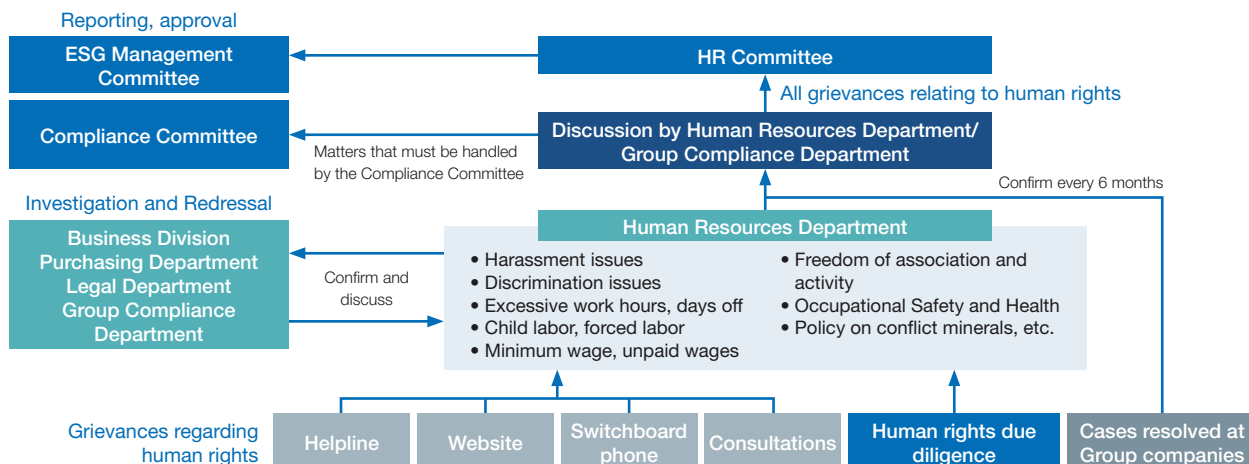 Reporting, approval
ESG Management
Committee
HR Committee
All grievances relating to human rights
Compliance Committee
Discussion by Human Resources Department/
Group Compliance Department
Matters that must be handled
by the Compliance Committee
Confirm every 6 months
Investigation and Redressal
Business Division
Purchasing Department
Legal Department
Group Compliance
Department
Confirm and
discuss
Human Resources Department
• Harassment issues
• Discrimination issues
• Excessive work hours, days off
• Child labor, forced labor
• Minimum wage, unpaid wages
• Freedom of association and
activity
• Occupational Safety and Health
• Policy on conflict minerals, etc.
Grievances regarding
human rights
Helpline
Website
Switchboard
phone
Consultations
Human rights due
diligence
Cases resolved at
Group companies